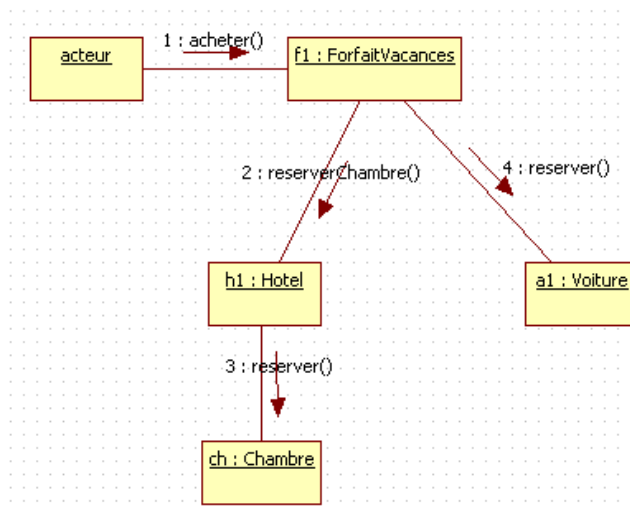 1 : acheter()
acteur
f1 : ForfaitVacances
2 : reserverChambre()
4 : reserver()
h1 : Hotel
a1 : Voiture
3 : reserver()
ch : Chambre